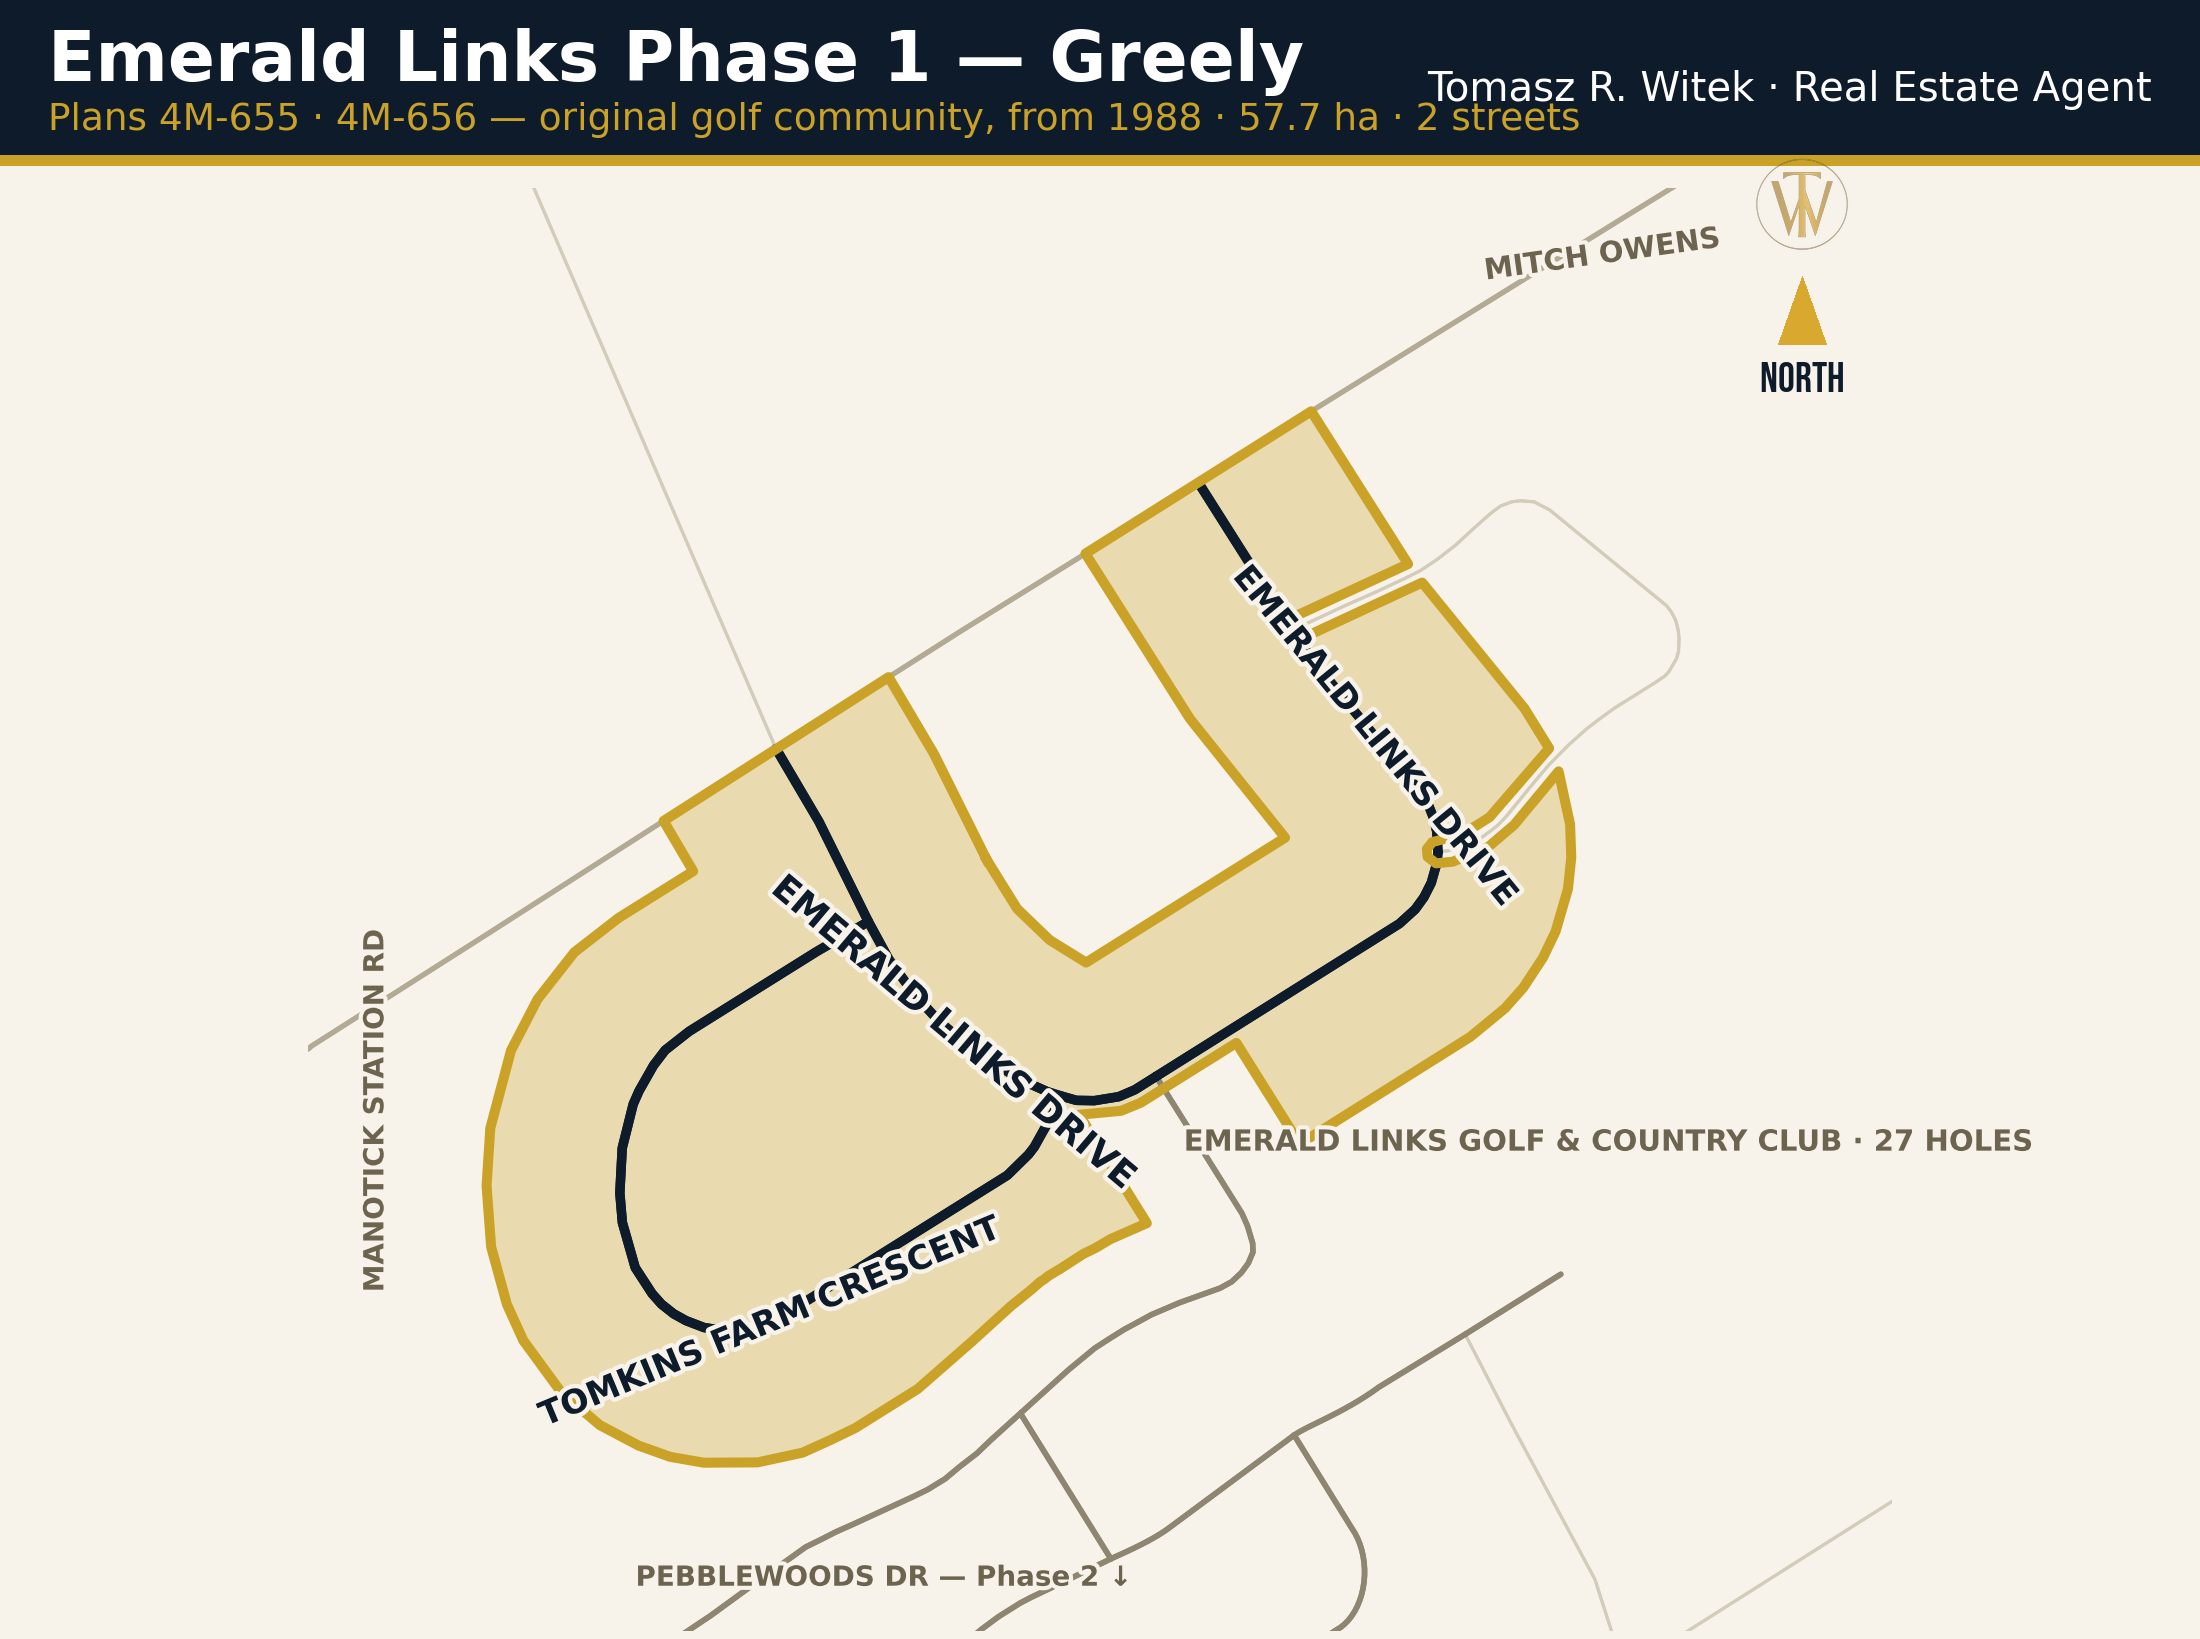 Emerald Links Phase 1 — Greely
Tomasz R. Witek · Real Estate Agent
Plans 4M-655 · 4M-656 — original golf community, from 1988 · 57.7 ha · 2 streets
TW
MITCH OWENS
NORTH
EMERALD LINKS DRIVE
EMERALD LINKS DRIVE
MANOTICK STATION RD
EMERALD LINKS GOLF & COUNTRY CLUB · 27 HOLES
TOMKINS FARM CRESCENT
PEBBLEWOODS DR — Phase 2 ↓